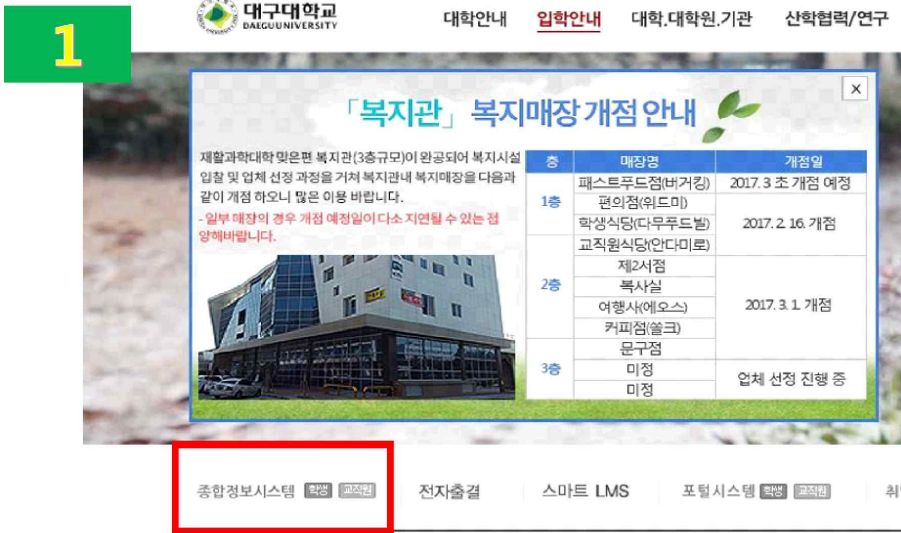 1
대구대학교
DAEGU UNIVERSITY
대학안내 입학안내 대학.대학원.기관 산학협력/연구
「복지관」 복지매장 개점 안내
x
재활과학대학 맞은편 복지관(3층규모)이 완공되어 복지시설
입찰 및 업체 선정 과정을 거쳐 복지관내 복지매장을 다음과
같이 개점 하오니 많은 이용 바랍니다.
- 일부 매장의 경우 개점 예정일이 다소 지연될 수 있는 점
양해바랍니다.
층 매장명 개점일
1층 패스트푸드점(버거킹) 2017. 3 초 개점 예정
편의점(위드미) 2017. 2. 16. 개점
학생식당(다무푸드빌)
2층 교직원식당(안다미로)
제2서점 2017. 3. 1. 개점
복사실
여행사(에오스)
커피점(쏠크)
3층 문구점
미정 업체 선정 진행 중
미정
종합정보시스템 학생 교직원 전자출결 스마트 LMS 포털시스템 학생 교직원